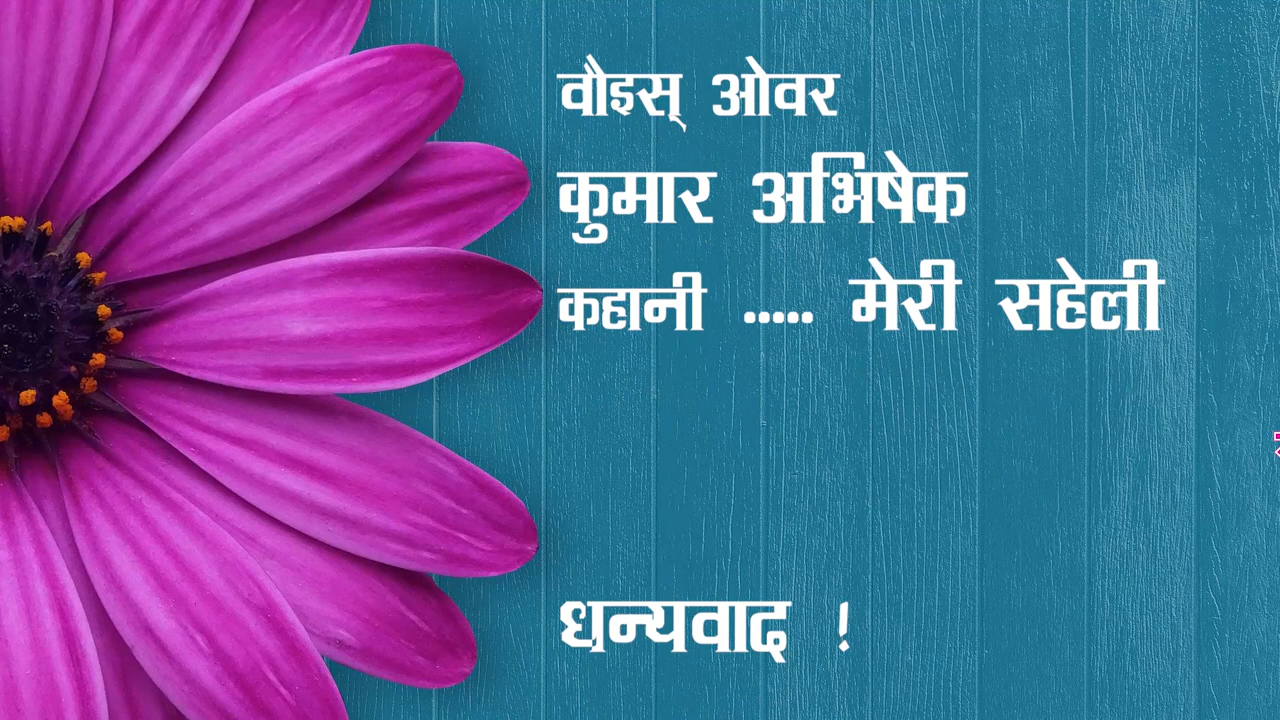 वौइस् ओवर
कुमार अभिषेक
कहानी ..... मेरी सहेली
धन्यवाद !